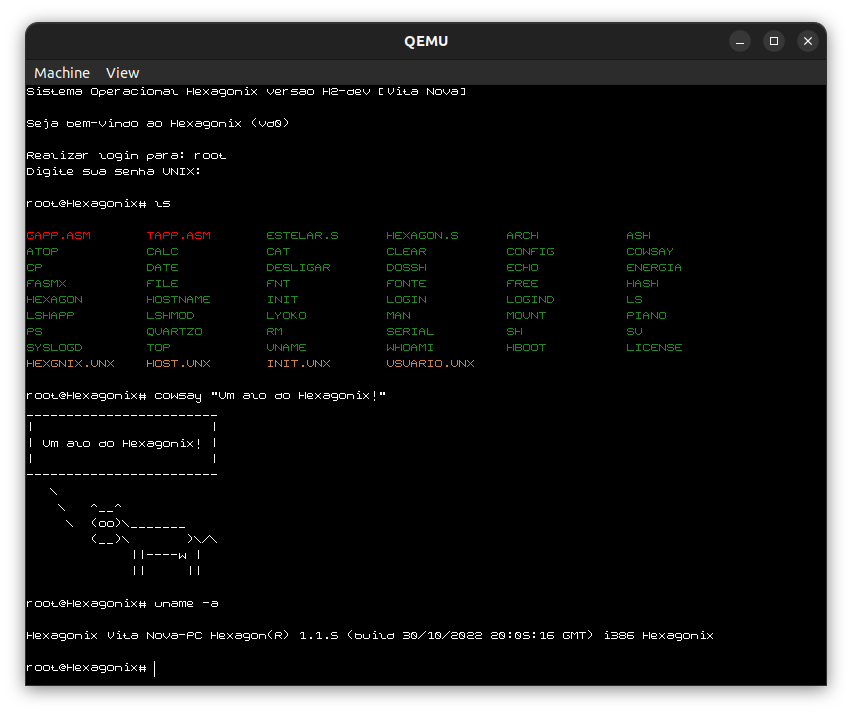 QEMU
Machine View
Sistema Operacional Hexagonix versao H2-dev [Vila Nova]
Seja bem-vindo ao Hexagonix (vd0)
Realizar login para: root
Digite sua senha UNIX:
root@Hexagonix# ls
GAPP.ASM TAPP.ASM ESTELAR.S HEXAGON.S ARCH ASH
ATOP CALC CAT CLEAR CONFIG COWSAY
CP DATE DESLIGAR DOSSH ECHO ENERGIA
FASMX FILE FNT FONTE FREE HASH
HEXAGON HOSTNAME INIT LOGIN LOGIND LS
LSHAPP LSHMOD LYOKO MAN MOUNT PIANO
PS QUARTZO RM SERIAL SH SU
SYSLOGD TOP UNAME WHOAMI HBOOT LICENSE
HEXGNIX.UNX HOST.UNX INIT.UNX USUARIO.UNX
root@Hexagonix# cowsay "Um alo do Hexagonix!"
------------------------
|                      |
| Um alo do Hexagonix! |
|                      |
------------------------
   \
    \   ^__^
     \  (oo)\_______
        (__)\       )\/\
             ||----w |
             ||     ||
root@Hexagonix# uname -a
Hexagonix Vila Nova-PC Hexagon(R) 1.1.5 (build 30/10/2022 20:05:16 GMT) i386 Hexagonix
root@Hexagonix#